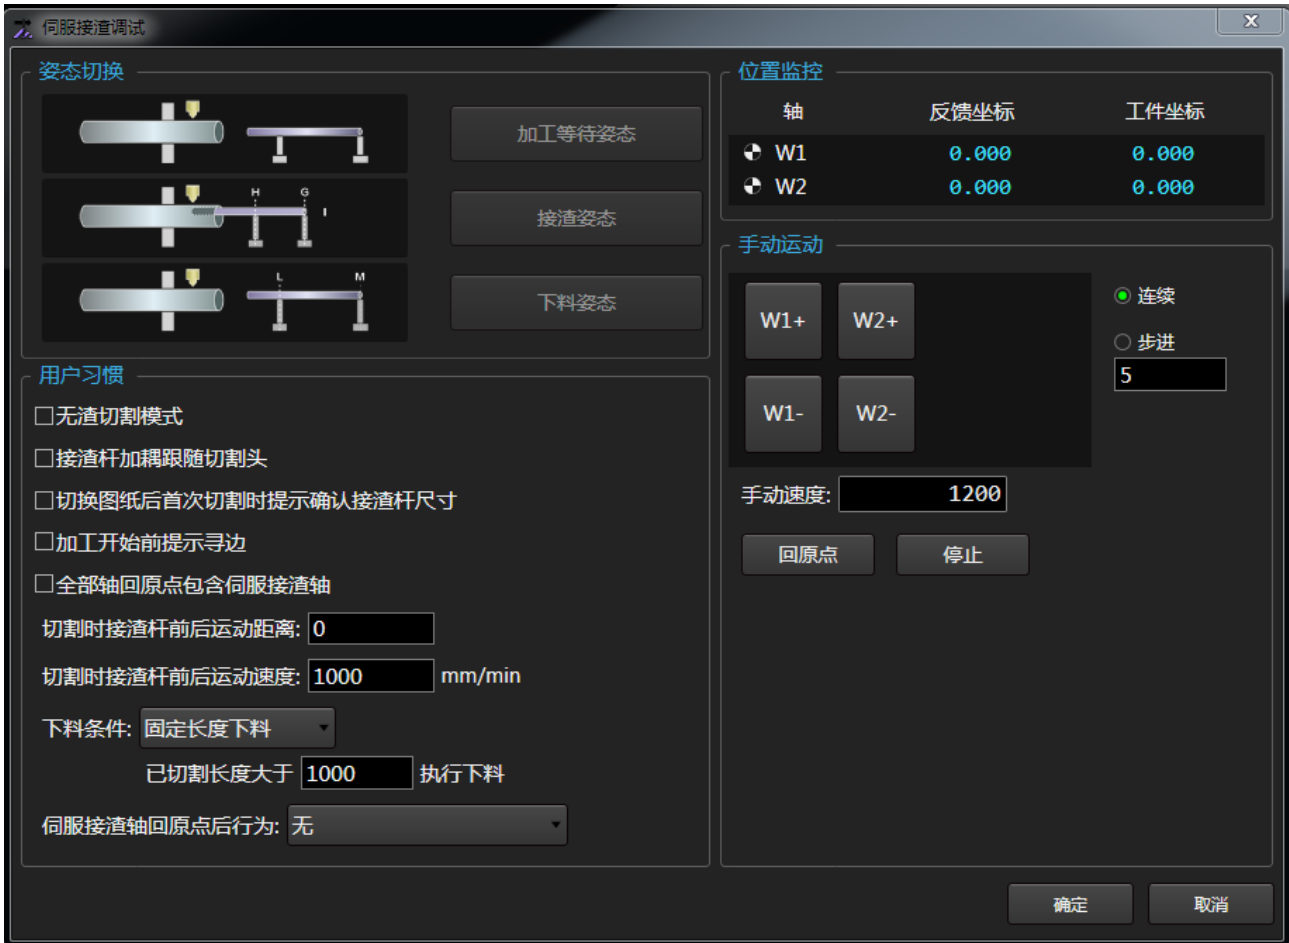 伺服接渣调试
姿态切换
加工等待姿态
H G
I
接渣姿态
L M
下料姿态
用户习惯
无渣切割模式
接渣杆加耦跟随切割头
切换图纸后首次切割时提示确认接渣杆尺寸
加工开始前提示寻边
全部轴回原点包含伺服接渣轴
切割时接渣杆前后运动距离: 0
切割时接渣杆前后运动速度: 1000 mm/min
下料条件: 固定长度下料
已切割长度大于 1000 执行下料
伺服接渣轴回原点后行为: 无
位置监控
轴 反馈坐标 工件坐标
W1 0.000 0.000
W2 0.000 0.000
手动运动
W1+ W2+
W1- W2-
连续
步进
5
手动速度: 1200
回原点 停止
确定 取消